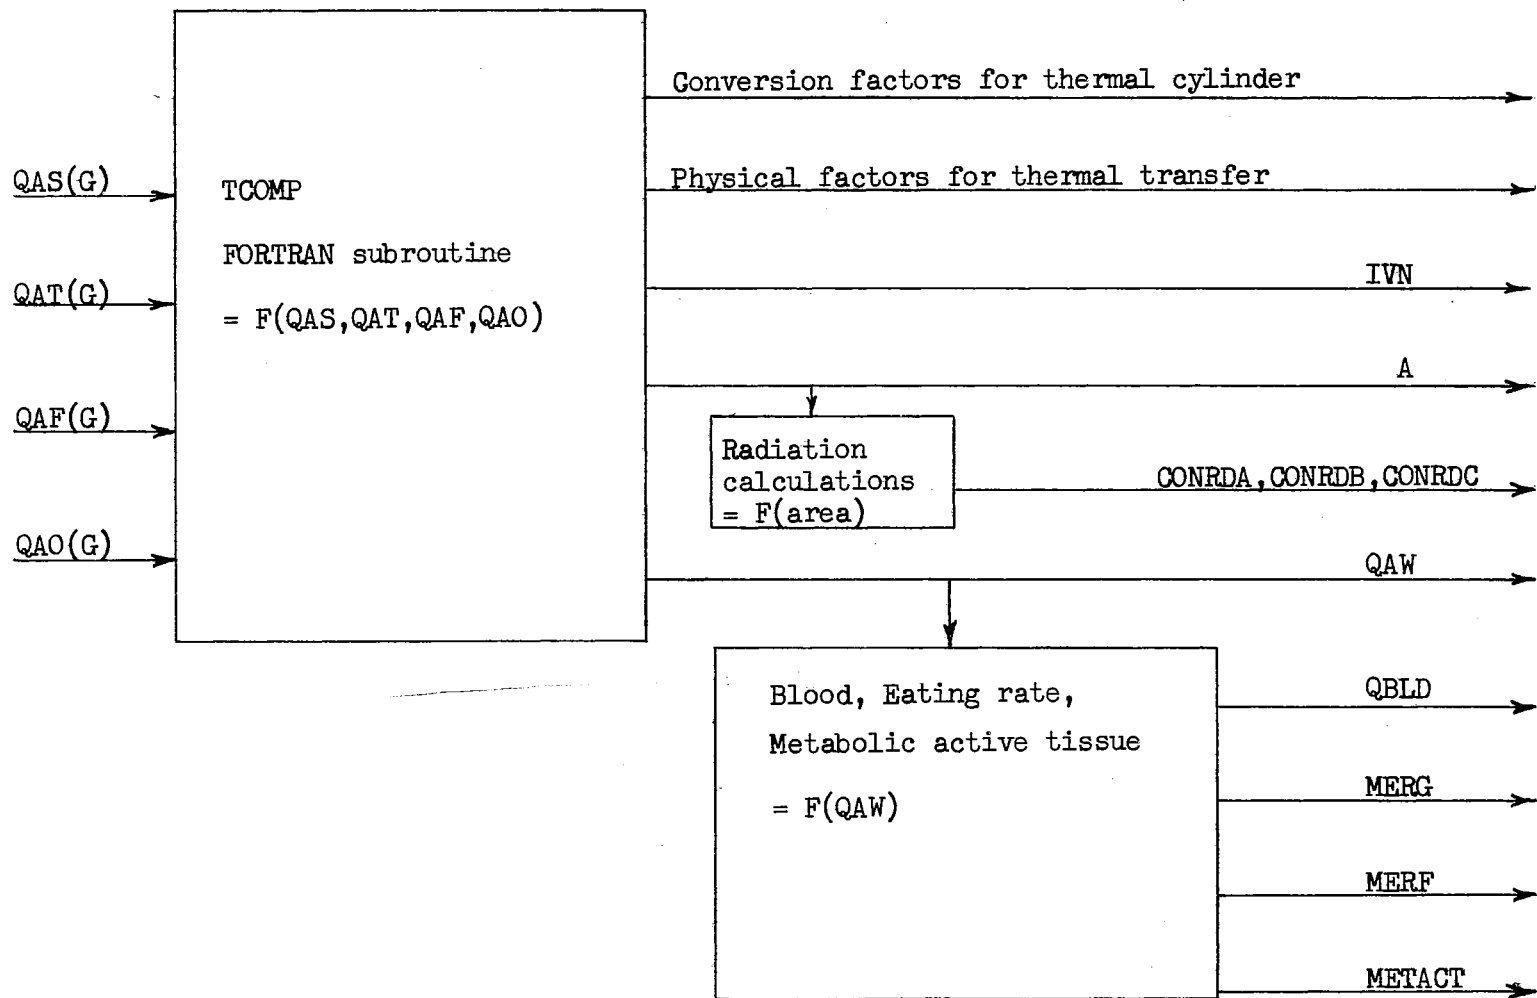 Conversion factors for thermal cylinder
QAS(G)
TCOMP
Physical factors for thermal transfer
FORTRAN subroutine
QAT(G)
IVN
= F(QAS,QAT,QAF,QAO)
A
QAF(G)
Radiation
calculations
= F(area)
CONRDA,CONRDB,CONRDC
QAO(G)
QAW
Blood, Eating rate,
Metabolic active tissue
= F(QAW)
QBLD
MERG
MERF
METACT